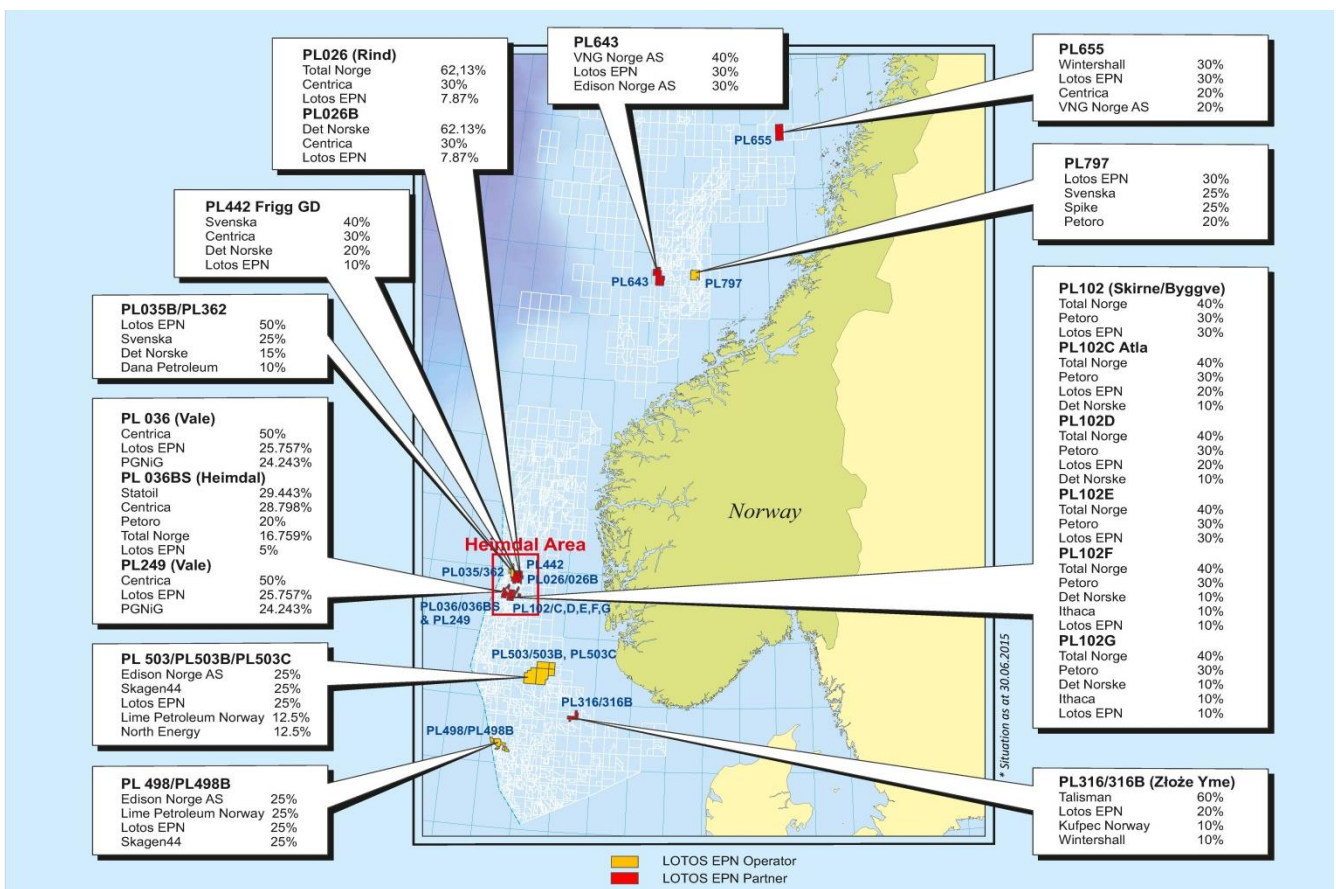 PL026 (Rind)
Total Norge 62,13%
Centrica 30%
Lotos EPN 7.87%
PL026B
Det Norske 62.13%
Centrica 30%
Lotos EPN 7.87%
PL643
VNG Norge AS 40%
Lotos EPN 30%
Edison Norge AS 30%
PL655
Wintershall 30%
Lotos EPN 30%
Centrica 20%
VNG Norge AS 20%
PL797
Lotos EPN 30%
Svenska 25%
Spike 25%
Petoro 20%
PL442 Frigg GD
Svenska 40%
Centrica 30%
Det Norske 20%
Lotos EPN 10%
PL035B/PL362
Lotos EPN 50%
Svenska 25%
Det Norske 15%
Dana Petroleum 10%
PL 036 (Vale)
Centrica 50%
Lotos EPN 25.757%
PGNiG 24.243%
PL 036BS (Heimdal)
Statoil 29.443%
Centrica 28.798%
Petoro 20%
Total Norge 16.759%
Lotos EPN 5%
PL249 (Vale)
Centrica 50%
Lotos EPN 25.757%
PGNiG 24.243%
PL 503/PL503B/PL503C
Edison Norge AS 25%
Skagen44 25%
Lotos EPN 25%
Lime Petroleum Norway 12.5%
North Energy 12.5%
PL 498/PL498B
Edison Norge AS 25%
Lime Petroleum Norway 25%
Lotos EPN 25%
Skagen44 25%
PL102 (Skirne/Byggve)
Total Norge 40%
Petoro 30%
Lotos EPN 30%
PL102C Atla
Total Norge 40%
Petoro 30%
Lotos EPN 20%
Det Norske 10%
PL102D
Total Norge 40%
Petoro 30%
Lotos EPN 20%
Det Norske 10%
PL102E
Total Norge 40%
Petoro 30%
Lotos EPN 30%
PL102F
Total Norge 40%
Petoro 30%
Det Norske 10%
Ithaca 10%
Lotos EPN 10%
PL102G
Total Norge 40%
Petoro 30%
Det Norske 10%
Ithaca 10%
Lotos EPN 10%
PL316/316B (Złoże Yme)
Talisman 60%
Lotos EPN 20%
Kufpec Norway 10%
Wintershall 10%
PL655
PL643
PL797
Norway
Heimdal Area
PL035/362
PL442
PL026/026B
PL036/036BS
& PL249
PL102/C,D,E,F,G
PL503/503B, PL503C
PL316/316B
PL498/PL498B
* Situation as at 30.06.2015
LOTOS EPN Operator
LOTOS EPN Partner